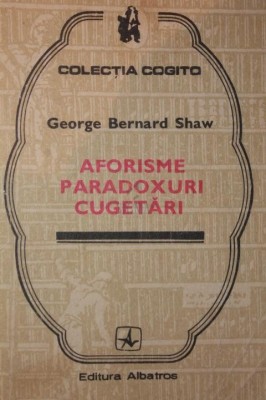 COLECȚIA COGITO
George Bernard Shaw
AFORISME
PARADOXURI
CUGETĂRI
Editura Albatros